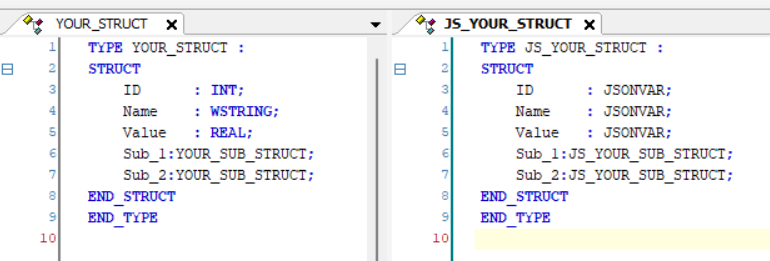 YOUR_STRUCT
1 TYPE YOUR_STRUCT :
2 STRUCT
3 ID : INT;
4 Name : WSTRING;
5 Value : REAL;
6 Sub_1:YOUR_SUB_STRUCT;
7 Sub_2:YOUR_SUB_STRUCT;
8 END_STRUCT
9 END_TYPE
10
JS_YOUR_STRUCT
1 TYPE JS_YOUR_STRUCT :
2 STRUCT
3 ID : JSONVAR;
4 Name : JSONVAR;
5 Value : JSONVAR;
6 Sub_1:JS_YOUR_SUB_STRUCT;
7 Sub_2:JS_YOUR_SUB_STRUCT;
8 END_STRUCT
9 END_TYPE
10